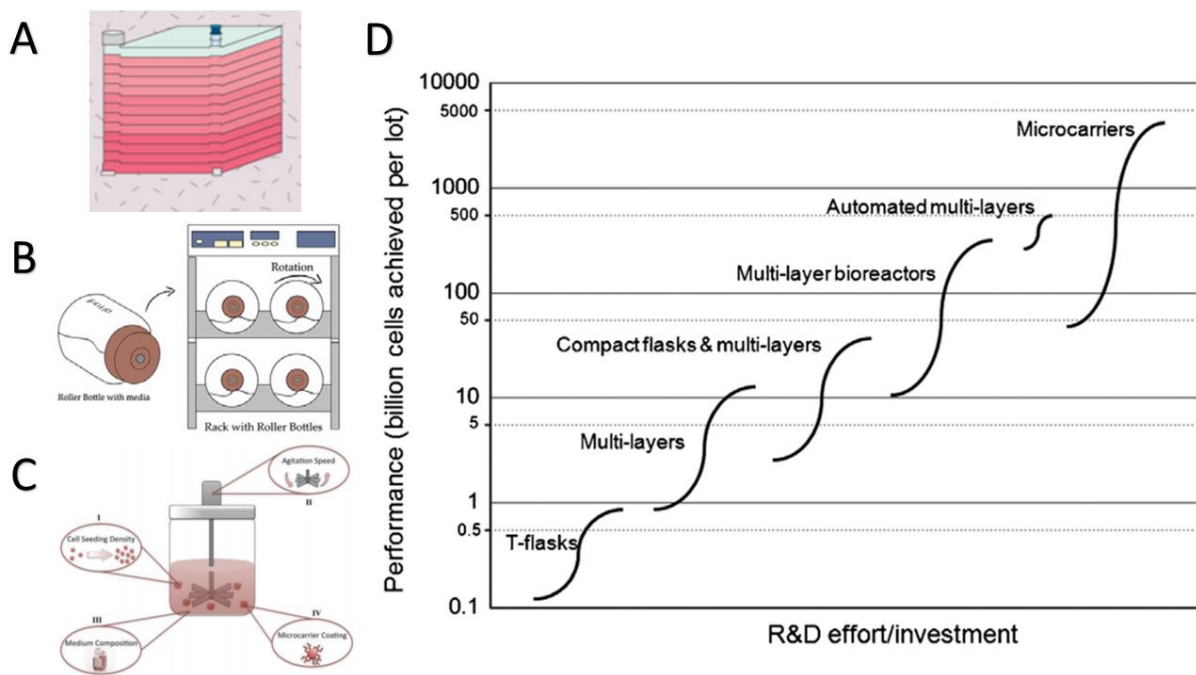 A
B
Rotation
Roller Bottle with media
Rack with Roller Bottles
C
Agitation Speed
II
I
Cell Seeding Density
III
Medium Composition
IV
Microcarrier Coating
D
Performance (billion cells achieved per lot)
10000
5000
1000
500
100
50
10
5
1
0.5
0.1
Microcarriers
Automated multi-layers
Multi-layer bioreactors
Compact flasks & multi-layers
Multi-layers
T-flasks
R&D effort/investment